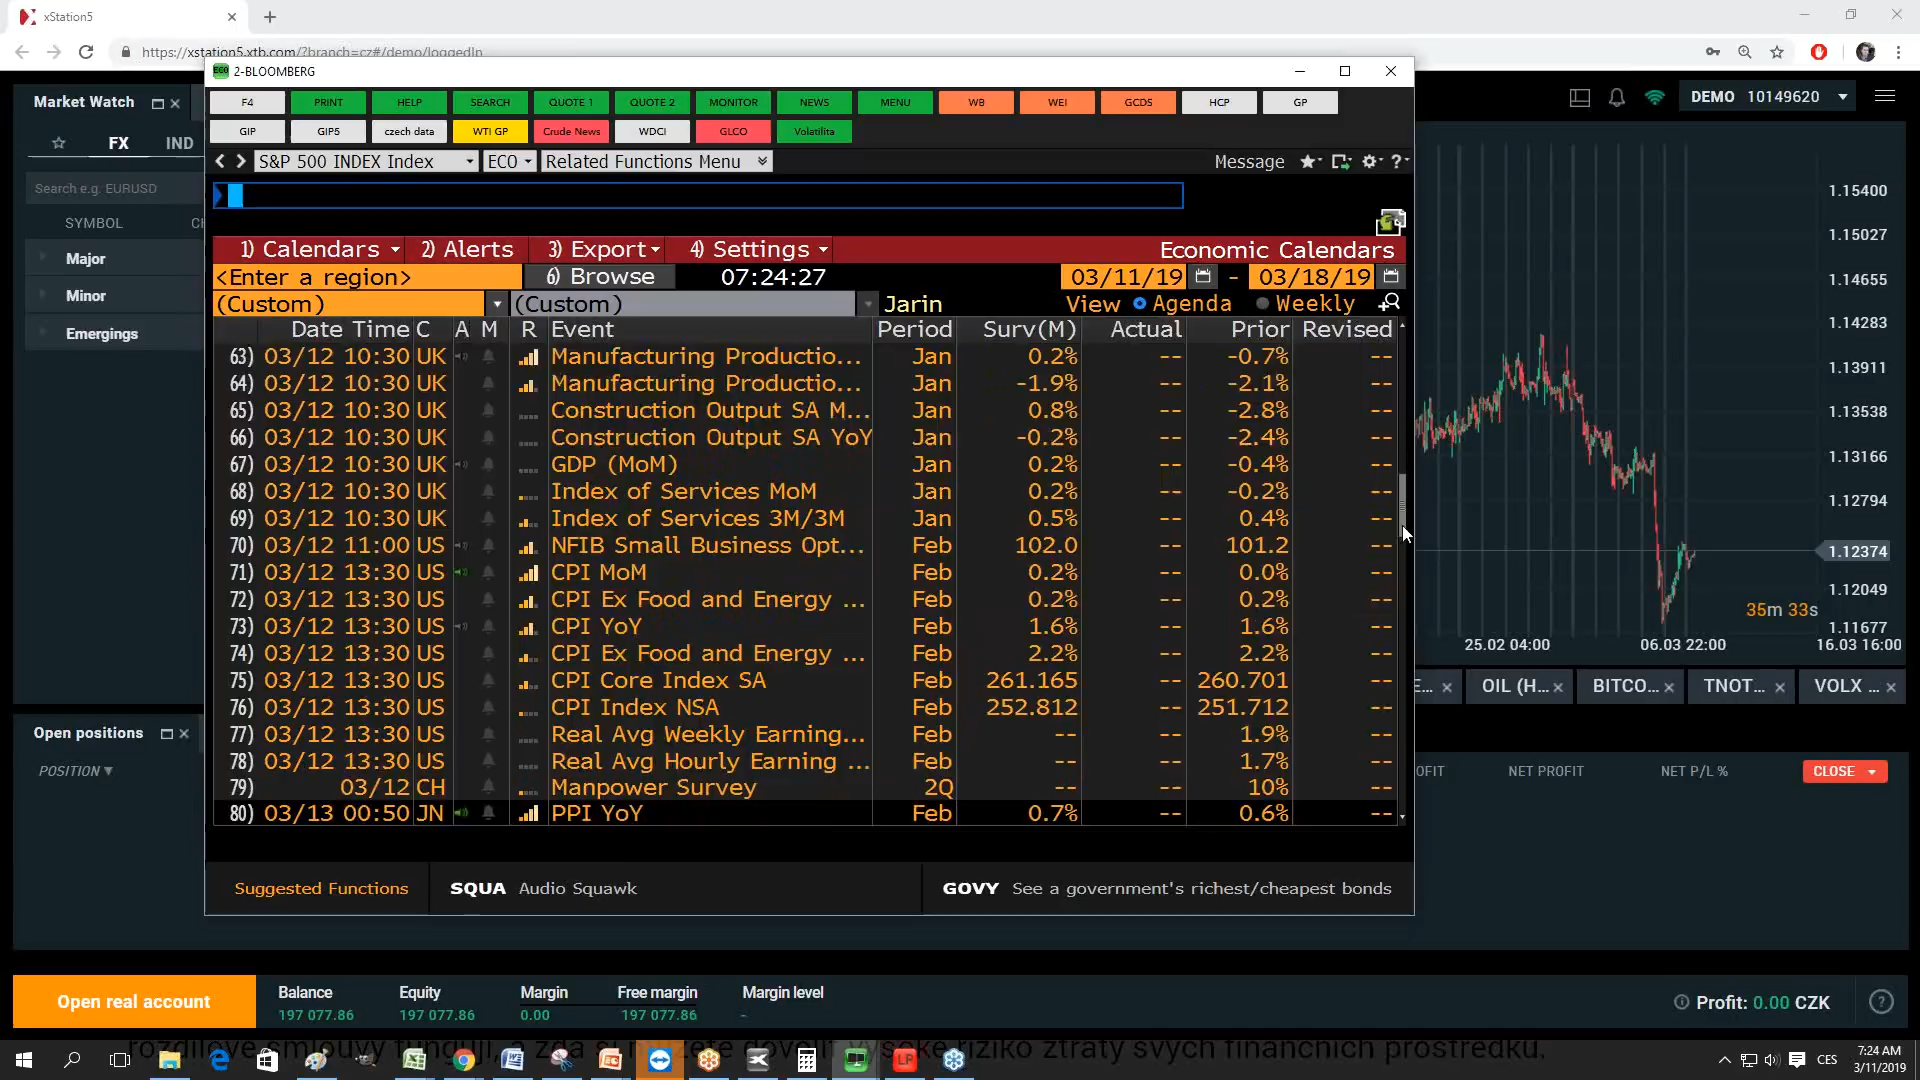 xStation5
https://xstation5.xtb.com/?branch=cz#/demo/loggedIn
2-BLOOMBERG
F4 PRINT HELP SEARCH QUOTE 1 QUOTE 2 MONITOR NEWS MENU WB WEI GCDS HCP GP
GIP GIP5 czech data WTI GP Crude News WDCI GLCO Volatilita
S&P 500 INDEX Index ECO Related Functions Menu Message ?
1) Calendars 2) Alerts 3) Export 4) Settings Economic Calendars
<Enter a region> 6) Browse 07:24:27 03/11/19 - 03/18/19
(Custom) (Custom) Jarin View Agenda Weekly
Date Time C A M R Event Period Surv(M) Actual Prior Revised
63) 03/12 10:30 UK Manufacturing Productio... Jan 0.2% -- -0.7% --
64) 03/12 10:30 UK Manufacturing Productio... Jan -1.9% -- -2.1% --
65) 03/12 10:30 UK Construction Output SA M... Jan 0.8% -- -2.8% --
66) 03/12 10:30 UK Construction Output SA YoY Jan -0.2% -- -2.4% --
67) 03/12 10:30 UK GDP (MoM) Jan 0.2% -- -0.4% --
68) 03/12 10:30 UK Index of Services MoM Jan 0.2% -- -0.2% --
69) 03/12 10:30 UK Index of Services 3M/3M Jan 0.5% -- 0.4% --
70) 03/12 11:00 US NFIB Small Business Opt... Feb 102.0 -- 101.2 --
71) 03/12 13:30 US CPI MoM Feb 0.2% -- 0.0% --
72) 03/12 13:30 US CPI Ex Food and Energy ... Feb 0.2% -- 0.2% --
73) 03/12 13:30 US CPI YoY Feb 1.6% -- 1.6% --
74) 03/12 13:30 US CPI Ex Food and Energy ... Feb 2.2% -- 2.2% --
75) 03/12 13:30 US CPI Core Index SA Feb 261.165 -- 260.701 --
76) 03/12 13:30 US CPI Index NSA Feb 252.812 -- 251.712 --
77) 03/12 13:30 US Real Avg Weekly Earning... Feb -- -- 1.9% --
78) 03/12 13:30 US Real Avg Hourly Earning ... Feb -- -- 1.7% --
79) 03/12 CH Manpower Survey 2Q -- -- 10% --
80) 03/13 00:50 JN PPI YoY Feb 0.7% -- 0.6% --
Suggested Functions SQUA Audio Squawk GOVY See a government's richest/cheapest bonds
Market Watch
FX IND
Search e.g. EURUSD
SYMBOL CH
Major
Minor
Emergings
DEMO 10149620
1.15400
1.15027
1.14655
1.14283
1.13911
1.13538
1.13166
1.12794
1.12374
1.12049
1.11677
35m 33s
25.02 04:00 06.03 22:00 16.03 16:00
E... OIL (H... BITCO... TNOT... VOLX ...
Open positions
POSITION OFIT NET PROFIT NET P/L % CLOSE
Open real account
Balance Equity Margin Free margin Margin level
197 077.86 197 077.86 0.00 197 077.86 -
Profit: 0.00 CZK
rozdílové smlouvy fungují, zda si můžete dovolit vysoké riziko ztráty svých finančních prostředků.
CES
7:24 AM
3/11/2019